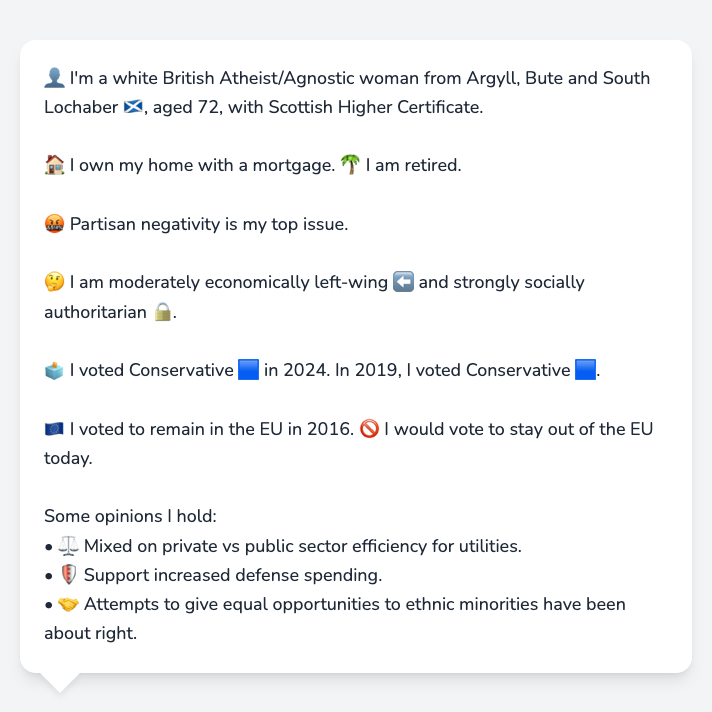 👤 I'm a white British Atheist/Agnostic woman from Argyll, Bute and South
Lochaber 🏴󠁧󠁢󠁳󠁣󠁴󠁿, aged 72, with Scottish Higher Certificate.
🏠 I own my home with a mortgage. 🌴 I am retired.
🤬 Partisan negativity is my top issue.
🤔 I am moderately economically left-wing ⬅️ and strongly socially
authoritarian 🔒.
🗳️ I voted Conservative 🟦 in 2024. In 2019, I voted Conservative 🟦.
🇪🇺 I voted to remain in the EU in 2016. 🚫 I would vote to stay out of the EU
today.
Some opinions I hold:
• ⚖️ Mixed on private vs public sector efficiency for utilities.
• 🛡️ Support increased defense spending.
• 🤝 Attempts to give equal opportunities to ethnic minorities have been
about right.